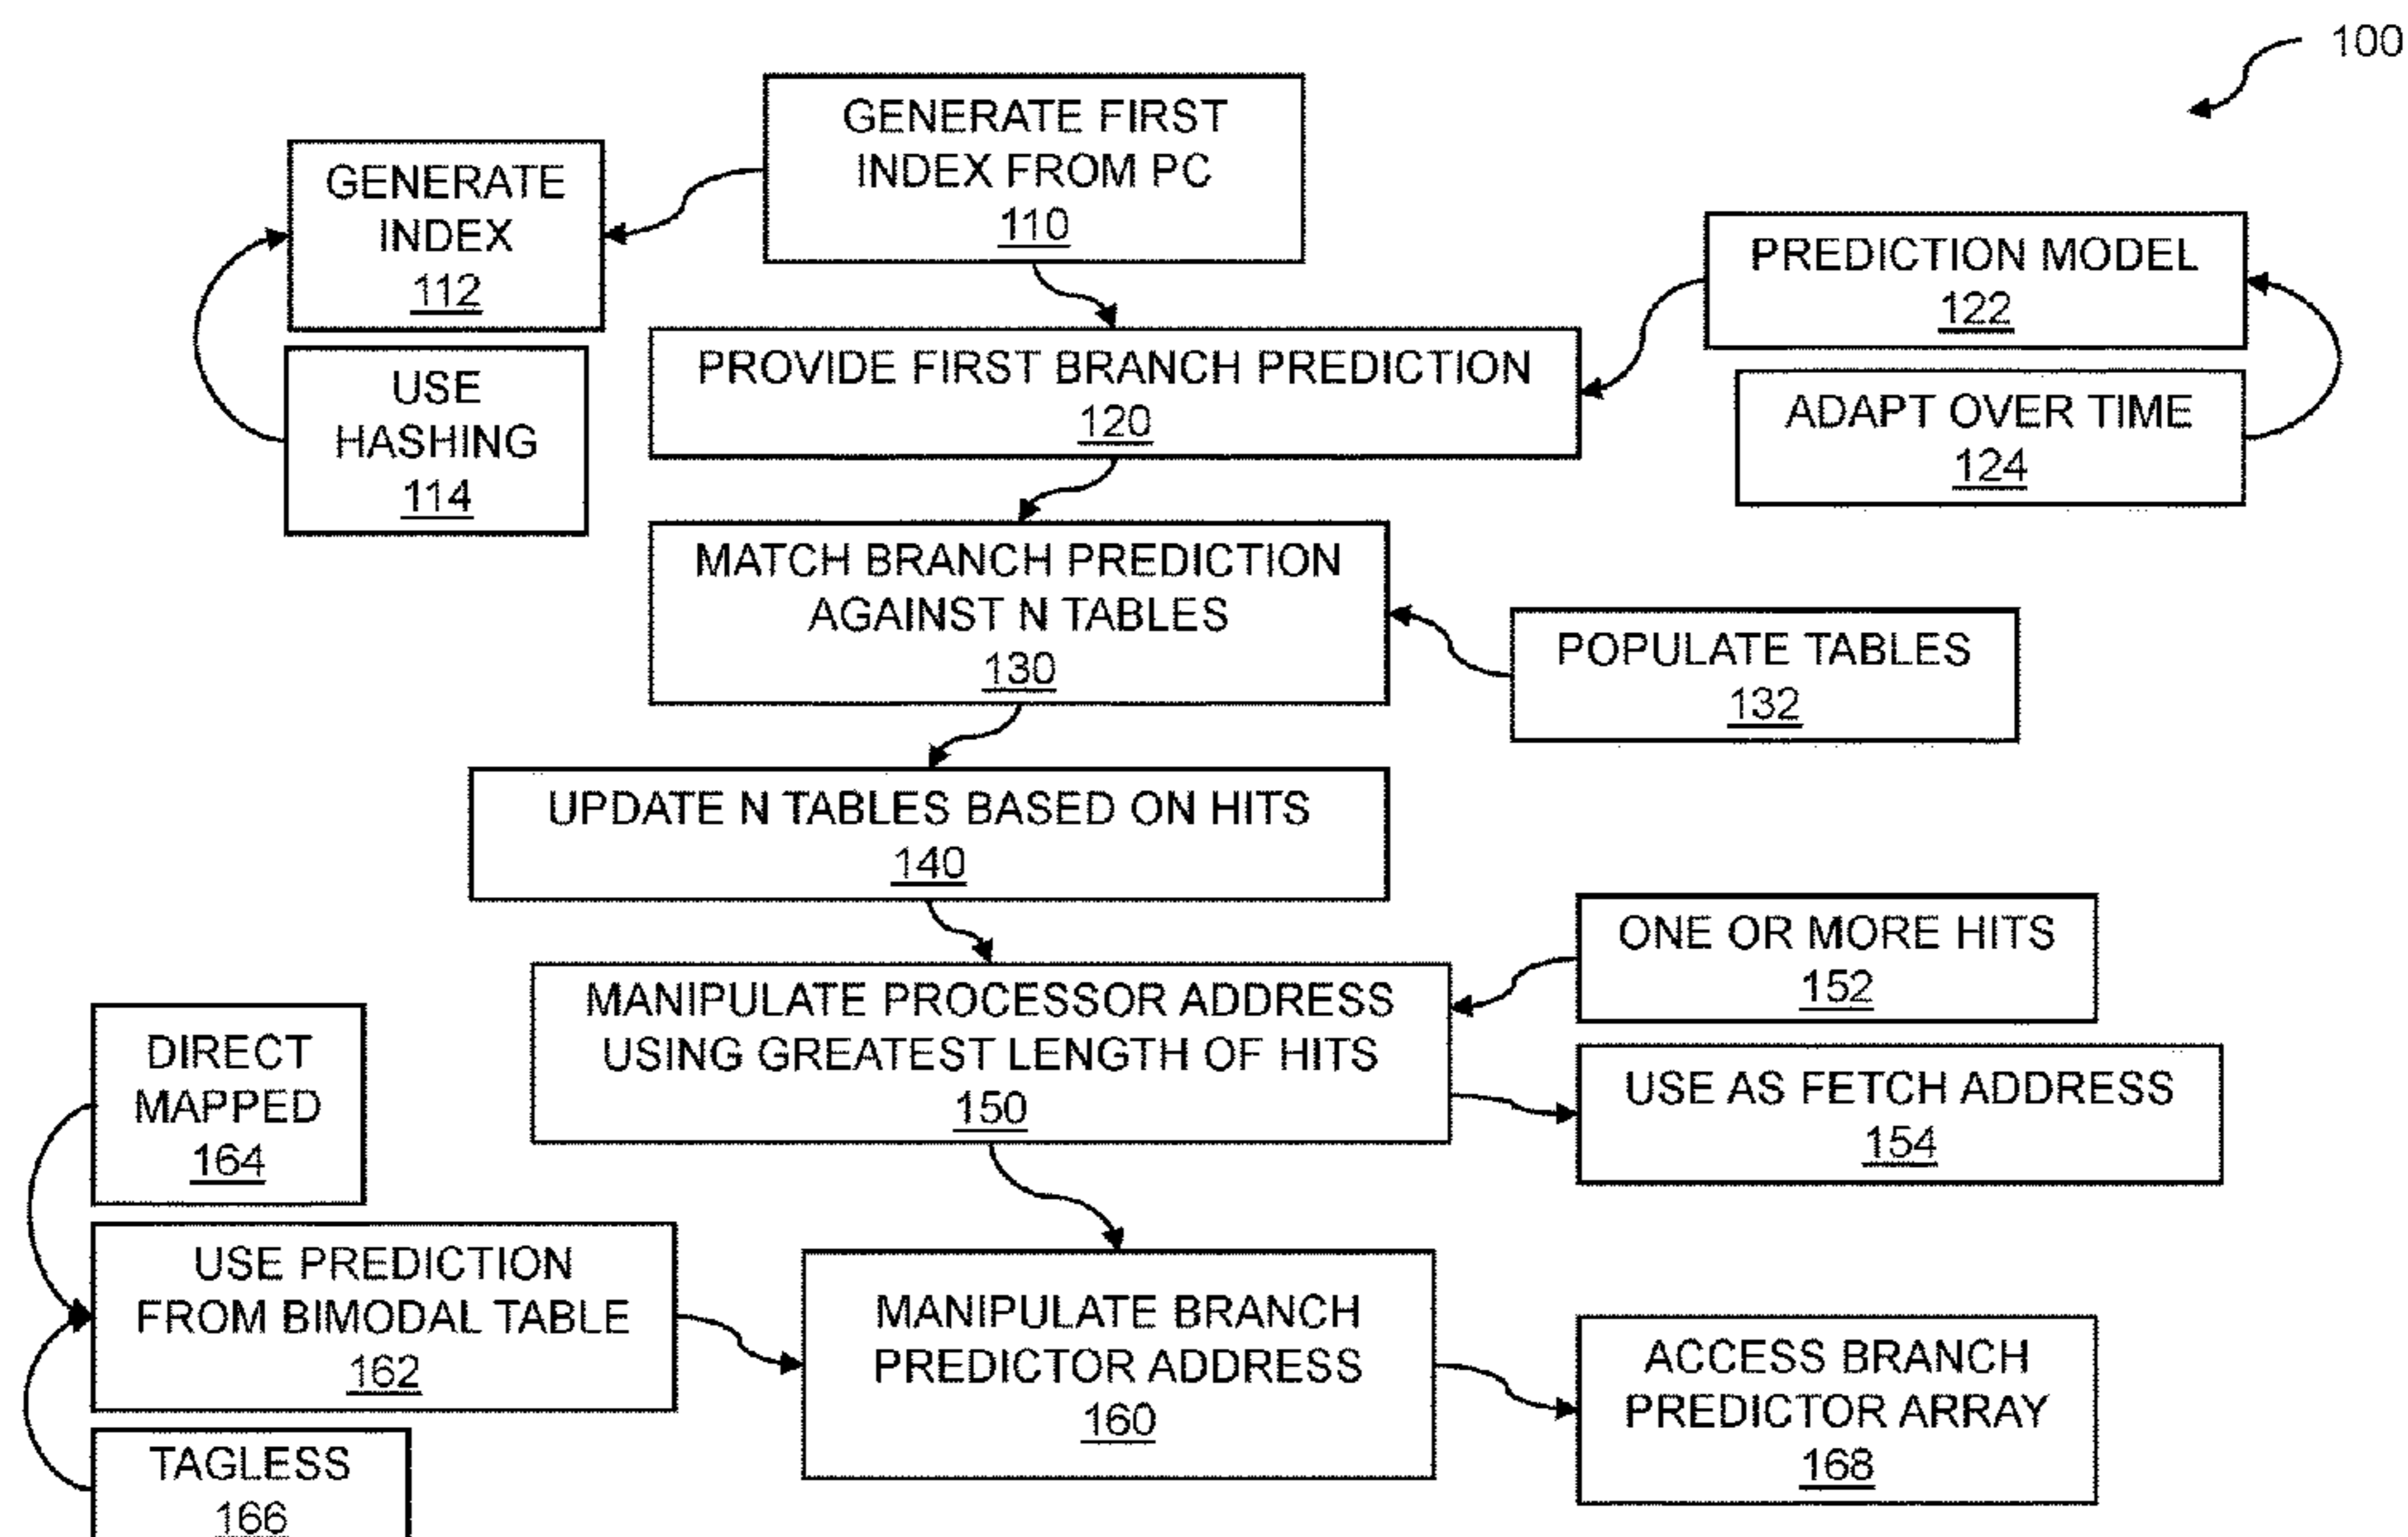 100
GENERATE FIRST
INDEX FROM PC
110
GENERATE
INDEX
112
USE
HASHING
114
PREDICTION MODEL
122
ADAPT OVER TIME
124
PROVIDE FIRST BRANCH PREDICTION
120
MATCH BRANCH PREDICTION
AGAINST N TABLES
130
POPULATE TABLES
132
UPDATE N TABLES BASED ON HITS
140
ONE OR MORE HITS
152
MANIPULATE PROCESSOR ADDRESS
USING GREATEST LENGTH OF HITS
150
USE AS FETCH ADDRESS
154
DIRECT
MAPPED
164
USE PREDICTION
FROM BIMODAL TABLE
162
TAGLESS
166
MANIPULATE BRANCH
PREDICTOR ADDRESS
160
ACCESS BRANCH
PREDICTOR ARRAY
168